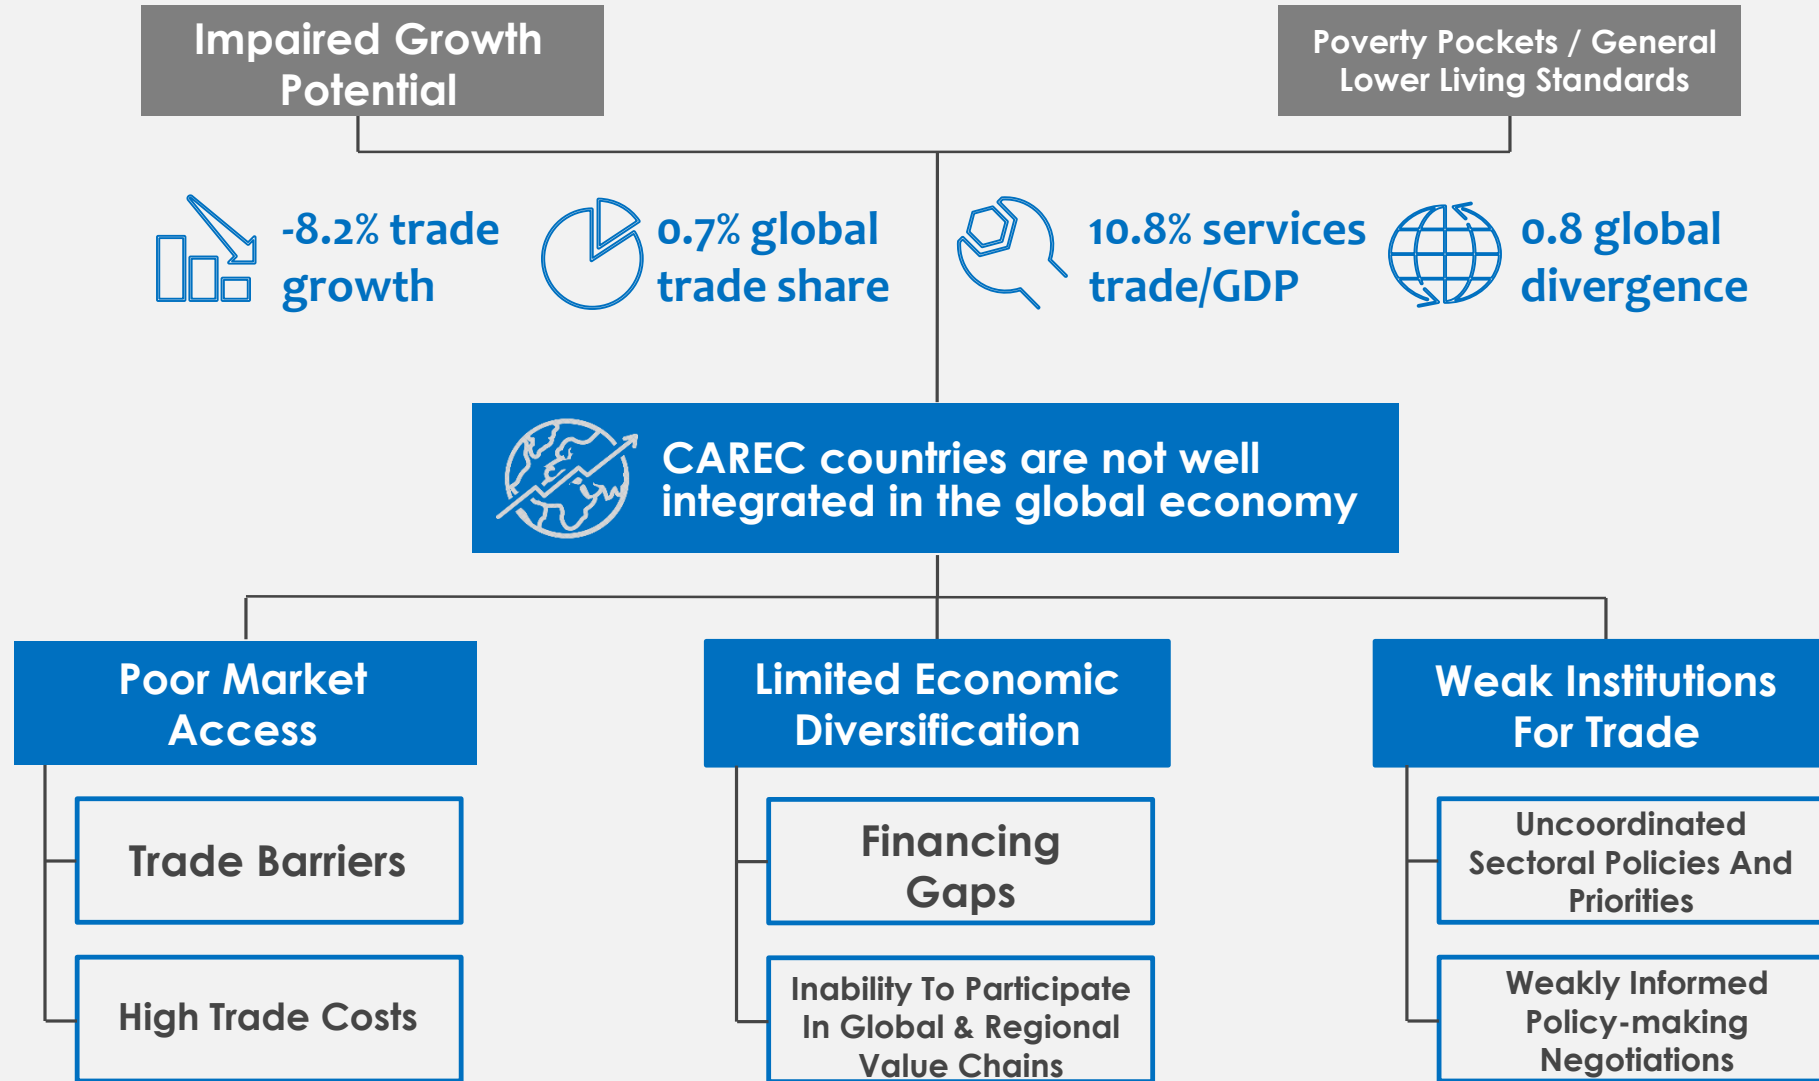 Impaired Growth
Potential
Poverty Pockets / General
Lower Living Standards
-8.2% trade
growth
0.7% global
trade share
10.8% services
trade/GDP
0.8 global
divergence
CAREC countries are not well
integrated in the global economy
Poor Market
Access
Trade Barriers
High Trade Costs
Limited Economic
Diversification
Financing
Gaps
Inability To Participate
In Global & Regional
Value Chains
Weak Institutions
For Trade
Uncoordinated
Sectoral Policies And
Priorities
Weakly Informed
Policy-making
Negotiations